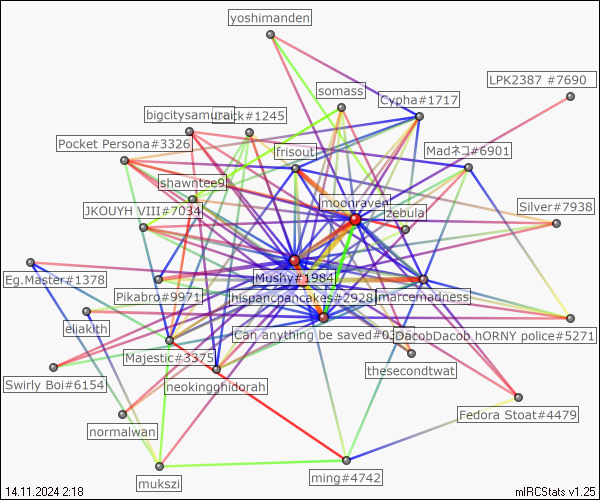 yoshimanden
LPK2387 #7690
somass
Cypha#1717
bigcitysamurai
#1245
Pocket Persona#3326
frisout
Madネコ#6901
shawntee9
moonraven
Silver#7938
JKOUYH VIII#7034
zebula
Mushy#1984
Eg.Master#1378
Pikabro#9971
hispancpancakes#2928
marcemadness
eliakith
Can anything be saved#0
DacobDacob hORNY police#5271
Majestic#3375
thesecondtwat
Swirly Boi#6154
neokingghidorah
Fedora Stoat#4479
normalwan
mukszi
ming#4742
14.11.2024 2:18
mIRCStats v1.25